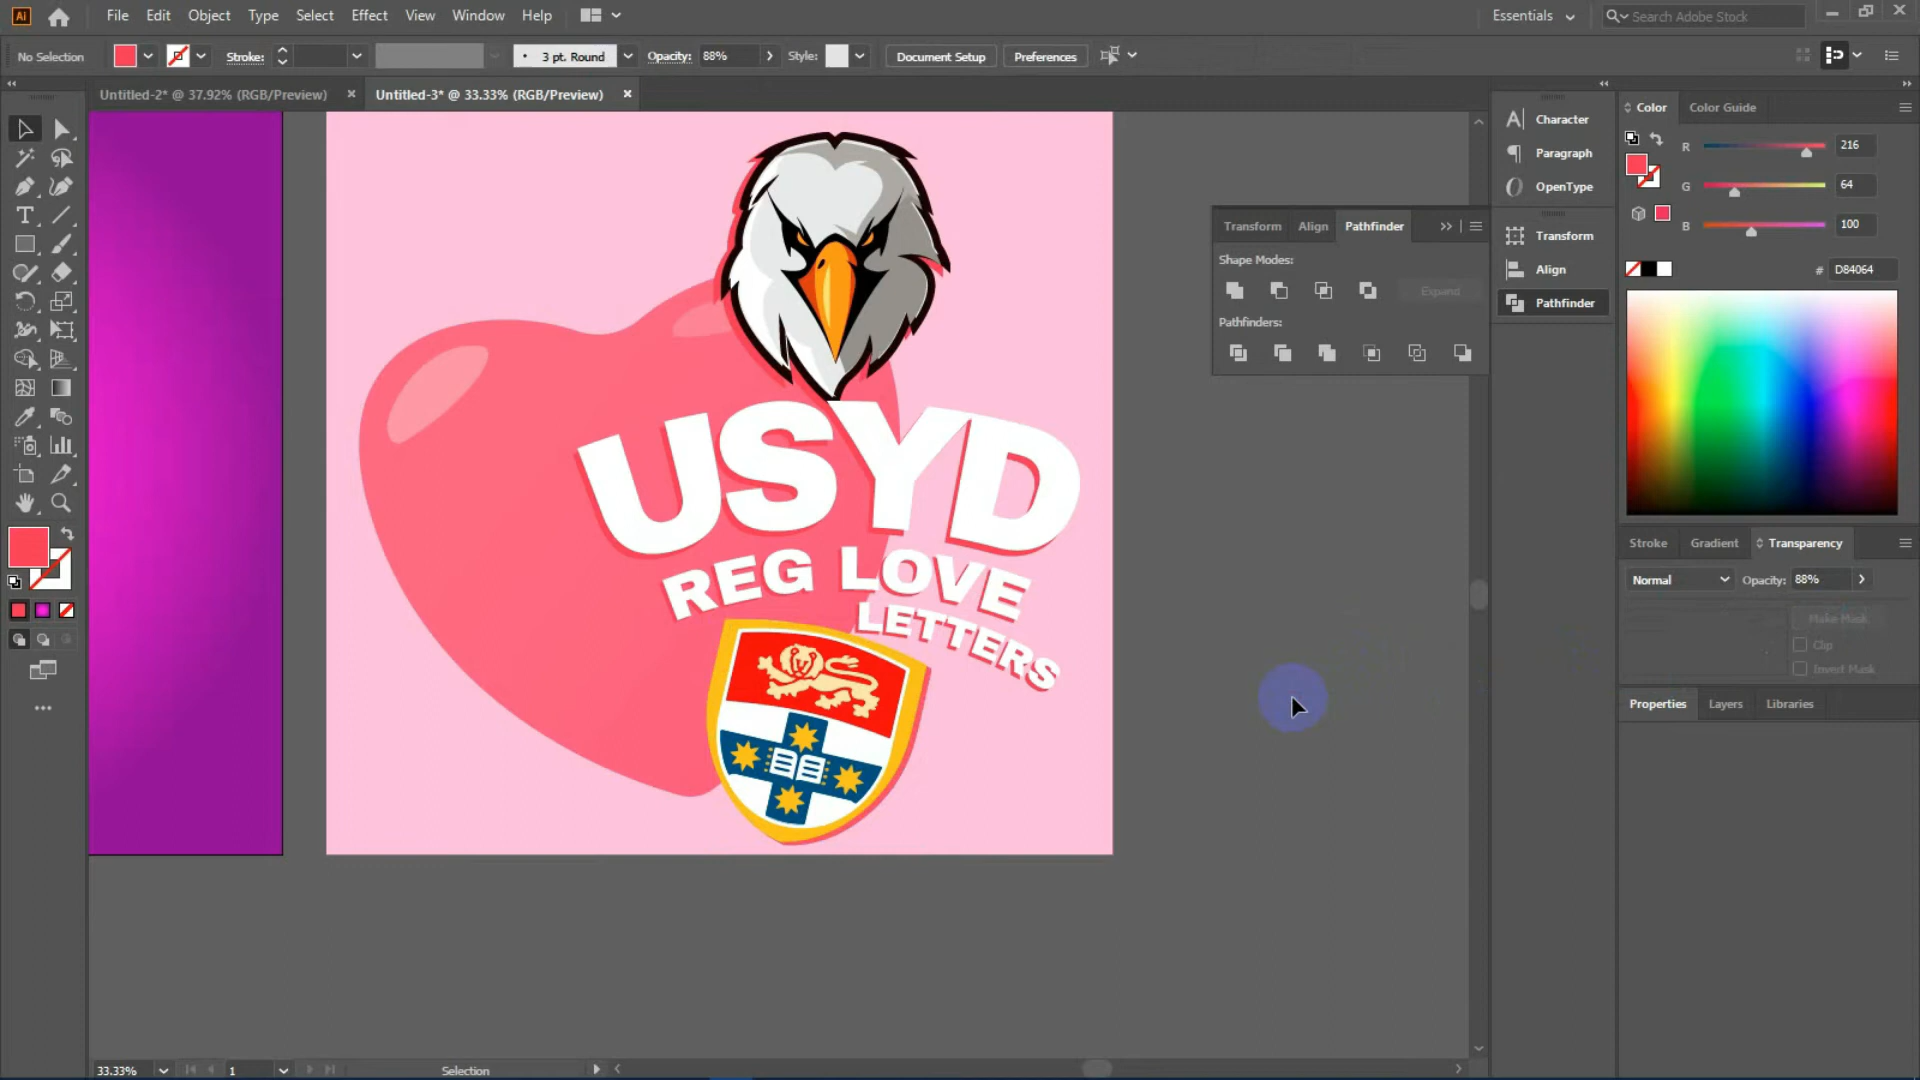 Ai File Edit Object Type Select Effect View Window Help Essentials Search Adobe Stock
No Selection Stroke: 3 pt. Round Opacity: 88% Style: Document Setup Preferences
Untitled-2* @ 37.92% (RGB/Preview) Untitled-3* @ 33.33% (RGB/Preview)
Character
Paragraph
OpenType
Transform
Align
Pathfinder
Color Color Guide
R 216
G 64
B 100
# D84064
Transform Align Pathfinder
Shape Modes:
Expand
Pathfinders:
USYD
REG LOVE
LETTERS
Stroke Gradient Transparency
Normal Opacity: 88%
Make Mask
Clip
Invert Mask
Properties Layers Libraries
33.33% 1 Selection